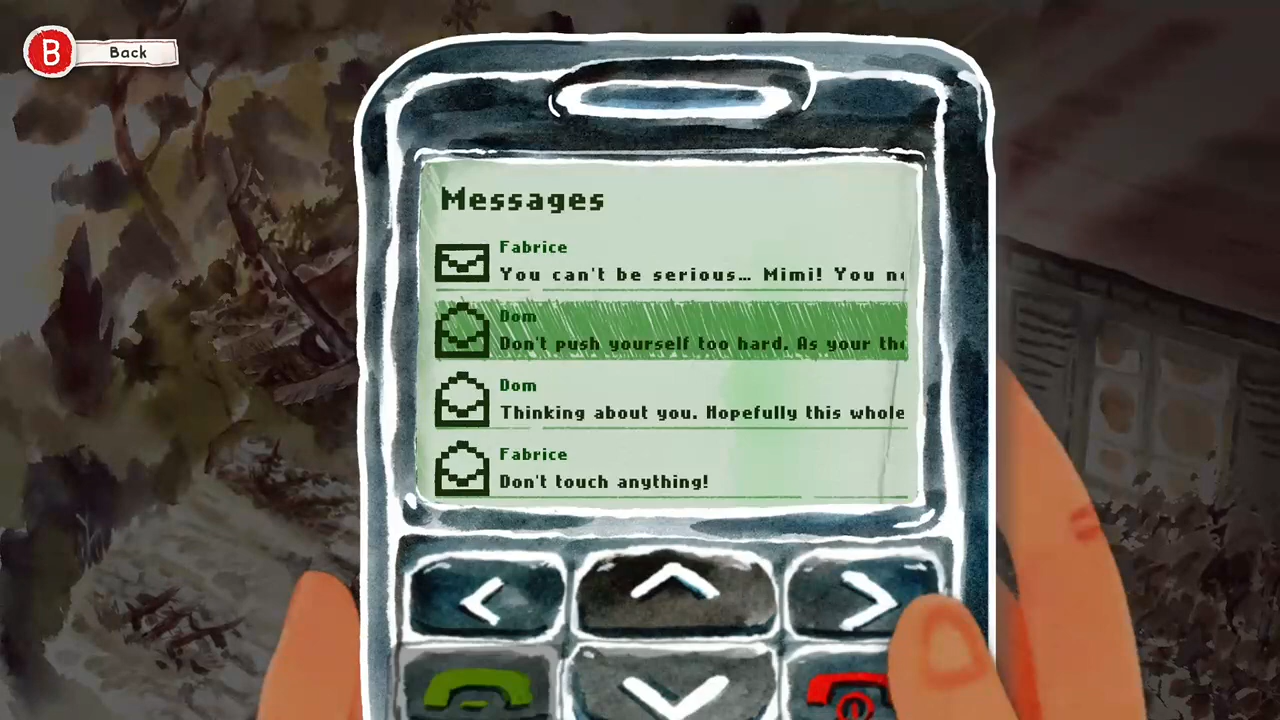 B Back
Messages
Fabrice
You can't be serious… Mimi! You
Dom
Don't push yourself too hard. As your
Dom
Thinking about you. Hopefully this whole
Fabrice
Don't touch anything!